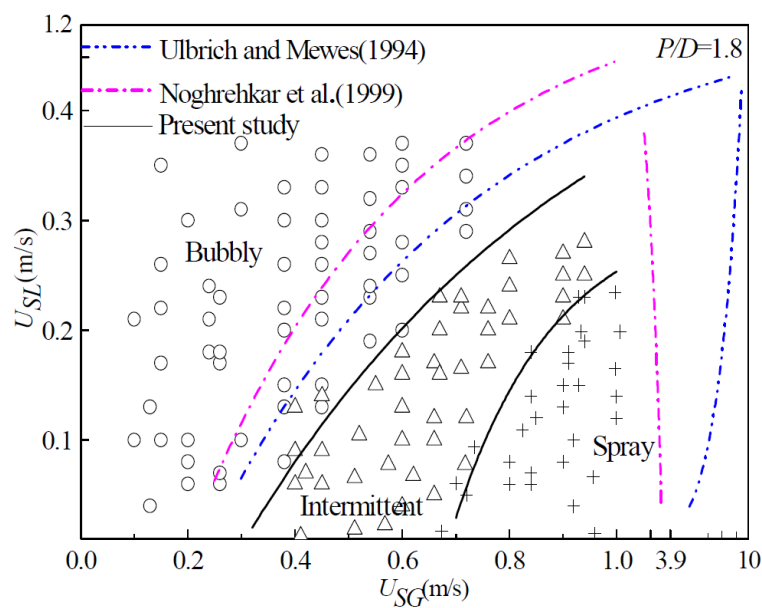 1.2
Ulbrich and Mewes(1994)
P/D=1.8
Noghrehkar et al.(1999)
0.4
Present study
0.3
Bubbly
U_SL(m/s)
0.2
0.1
Spray
Intermittent
0.0 0.2 0.4 0.6 0.8 1.0 3.9 10
U_SG(m/s)